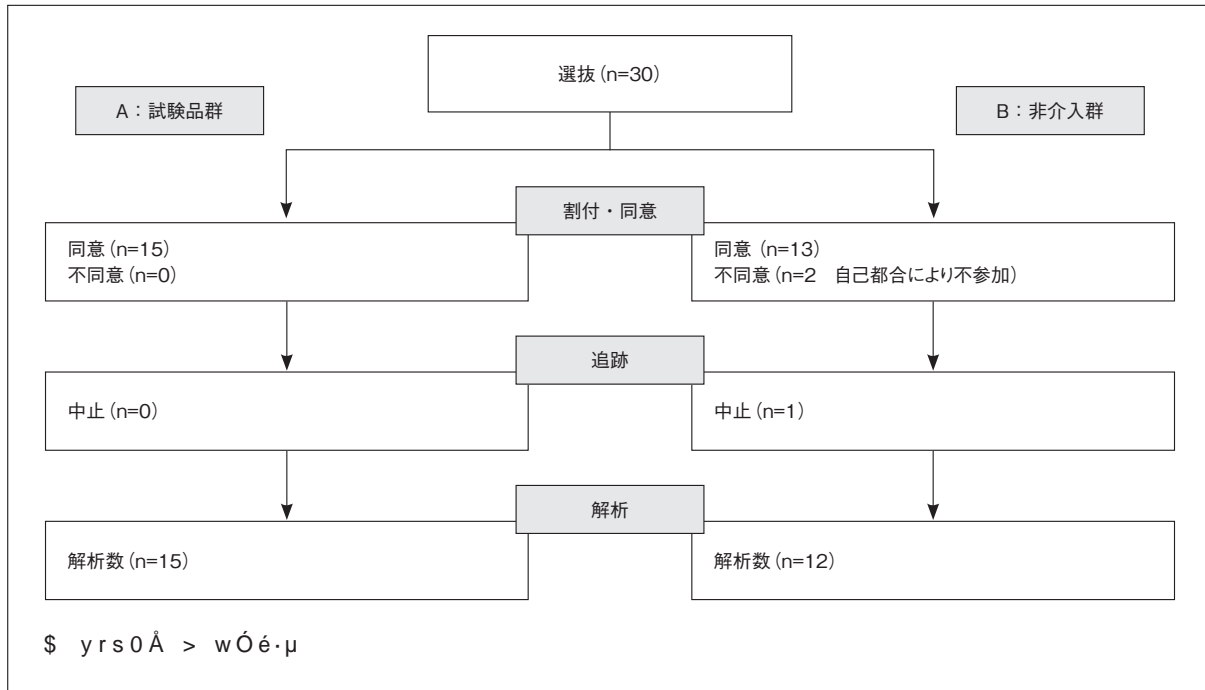 選抜(n=30)
A：試験品群
B：非介入群
割付・同意
同意(n=15)
不同意(n=0)
同意(n=13)
不同意(n=2　自己都合により不参加)
追跡
中止(n=0)
中止(n=1)
解析
解析数(n=15)
解析数(n=12)
$ yrs0Å > wÓé·µ